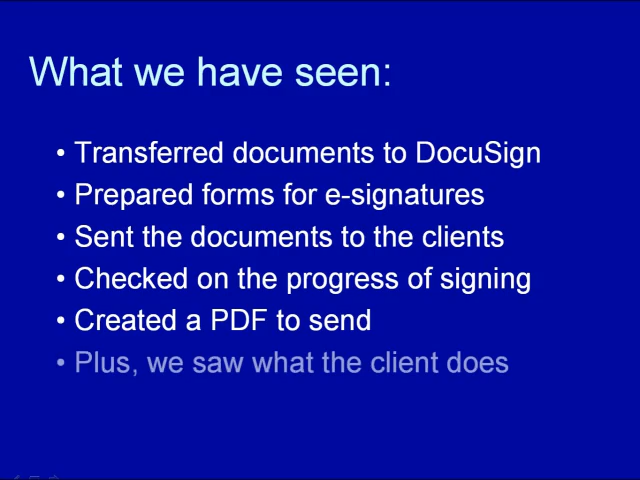 What we have seen:
• Transferred documents to DocuSign
• Prepared forms for e-signatures
• Sent the documents to the clients
• Checked on the progress of signing
• Created a PDF to send
• Plus, we saw what the client does